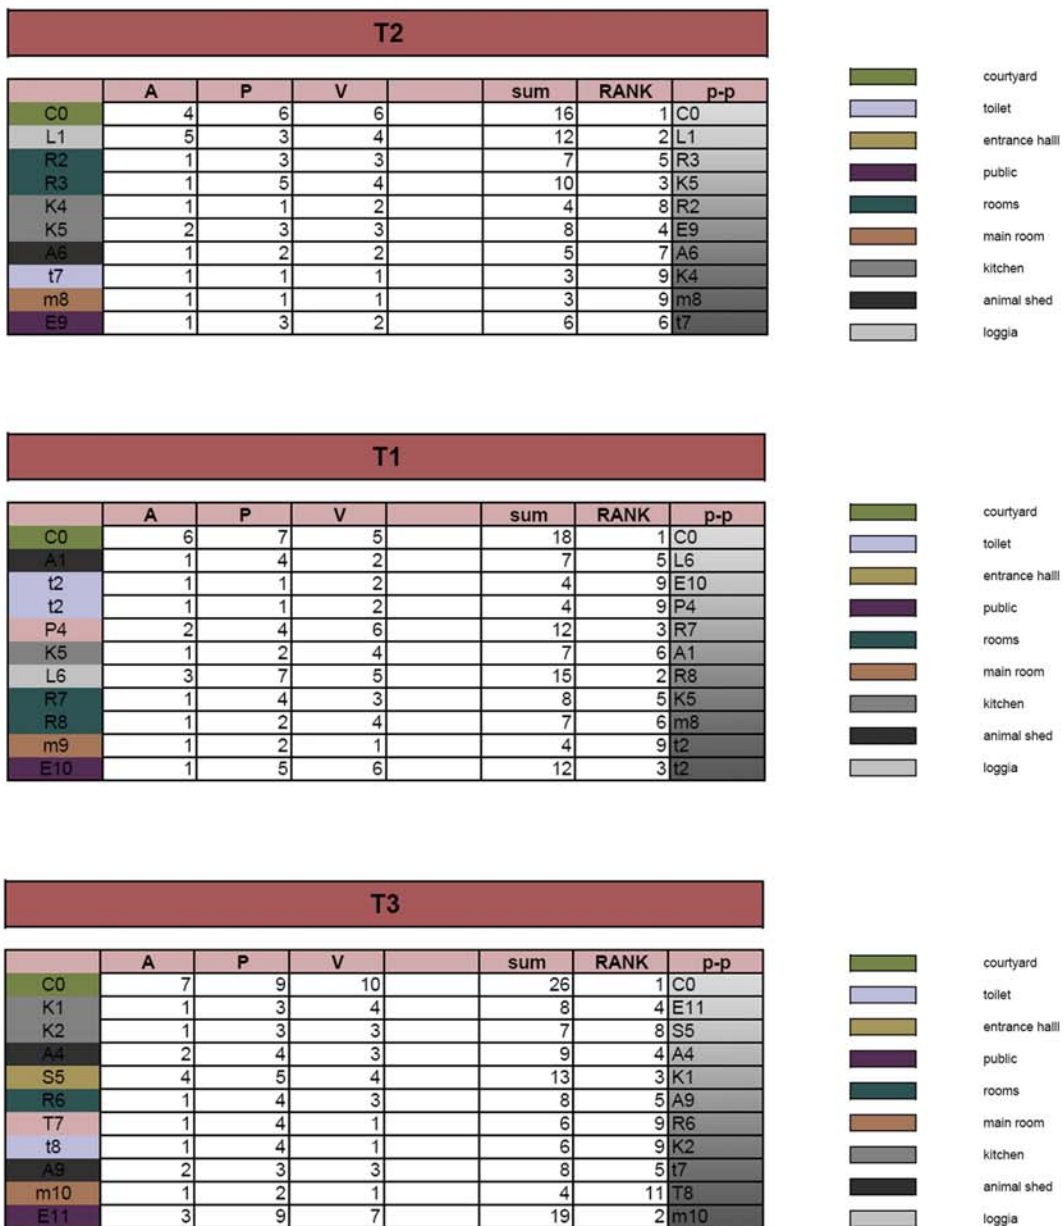 T2
A P V sum RANK p-p
C0 4 6 6 16 1 C0
L1 5 3 4 12 2 L1
R2 1 3 3 7 5 R3
R3 1 5 4 10 3 K5
K4 1 1 2 4 8 R2
K5 2 3 3 8 4 E9
A6 1 2 2 5 7 A6
t7 1 1 1 3 9 K4
m8 1 1 1 3 9 m8
E9 1 3 2 6 6 t7
courtyard
toilet
entrance halll
public
rooms
main room
kitchen
animal shed
loggia
T1
A P V sum RANK p-p
C0 6 7 5 18 1 C0
A1 1 4 2 7 5 L6
t2 1 1 2 4 9 E10
t2 1 1 2 4 9 P4
P4 2 4 6 12 3 R7
K5 1 2 4 7 6 A1
L6 3 7 5 15 2 R8
R7 1 4 3 8 5 K5
R8 1 2 4 7 6 m8
m9 1 2 1 4 9 t2
E10 1 5 6 12 3 t2
courtyard
toilet
entrance halll
public
rooms
main room
kitchen
animal shed
loggia
T3
A P V sum RANK p-p
C0 7 9 10 26 1 C0
K1 1 3 4 8 4 E11
K2 1 3 3 7 8 S5
A4 2 4 3 9 4 A4
S5 4 5 4 13 3 K1
R6 1 4 3 8 5 A9
T7 1 4 1 6 9 R6
t8 1 4 1 6 9 K2
A9 2 3 3 8 5 t7
m10 1 2 1 4 11 T8
E11 3 9 7 19 2 m10
courtyard
toilet
entrance halll
public
rooms
main room
kitchen
animal shed
loggia